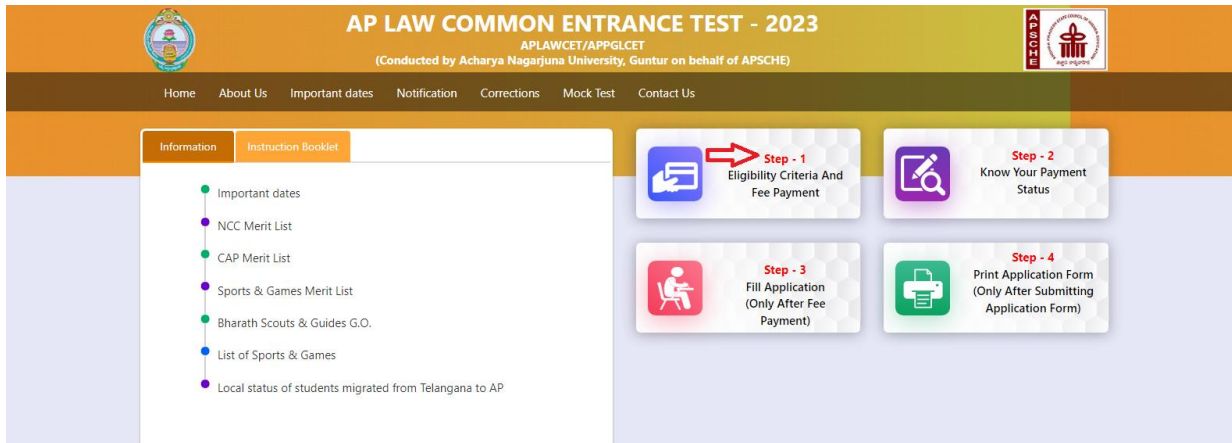 AP LAW COMMON ENTRANCE TEST - 2023
APLAWCET/APPGLCET
(Conducted by Acharya Nagarjuna University, Guntur on behalf of APSCHE)
APSCHE
Home About Us Important dates Notification Corrections Mock Test Contact Us
Information Instruction Booklet
Important dates
NCC Merit List
CAP Merit List
Sports & Games Merit List
Bharath Scouts & Guides G.O.
List of Sports & Games
Local status of students migrated from Telangana to AP
Step - 1
Eligibility Criteria And
Fee Payment
Step - 2
Know Your Payment
Status
Step - 3
Fill Application
(Only After Fee
Payment)
Step - 4
Print Application Form
(Only After Submitting
Application Form)